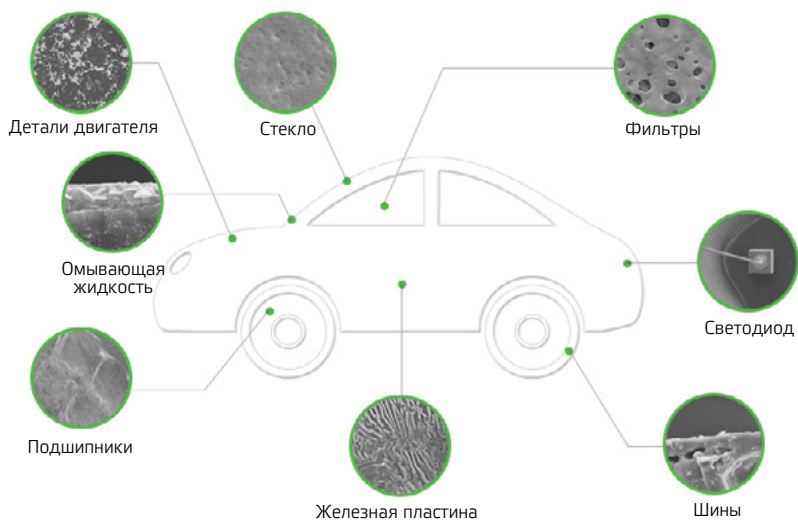 Детали двигателя
Стекло
Фильтры
Омывающая
жидкость
Светодиод
Подшипники
Железная пластина
Шины